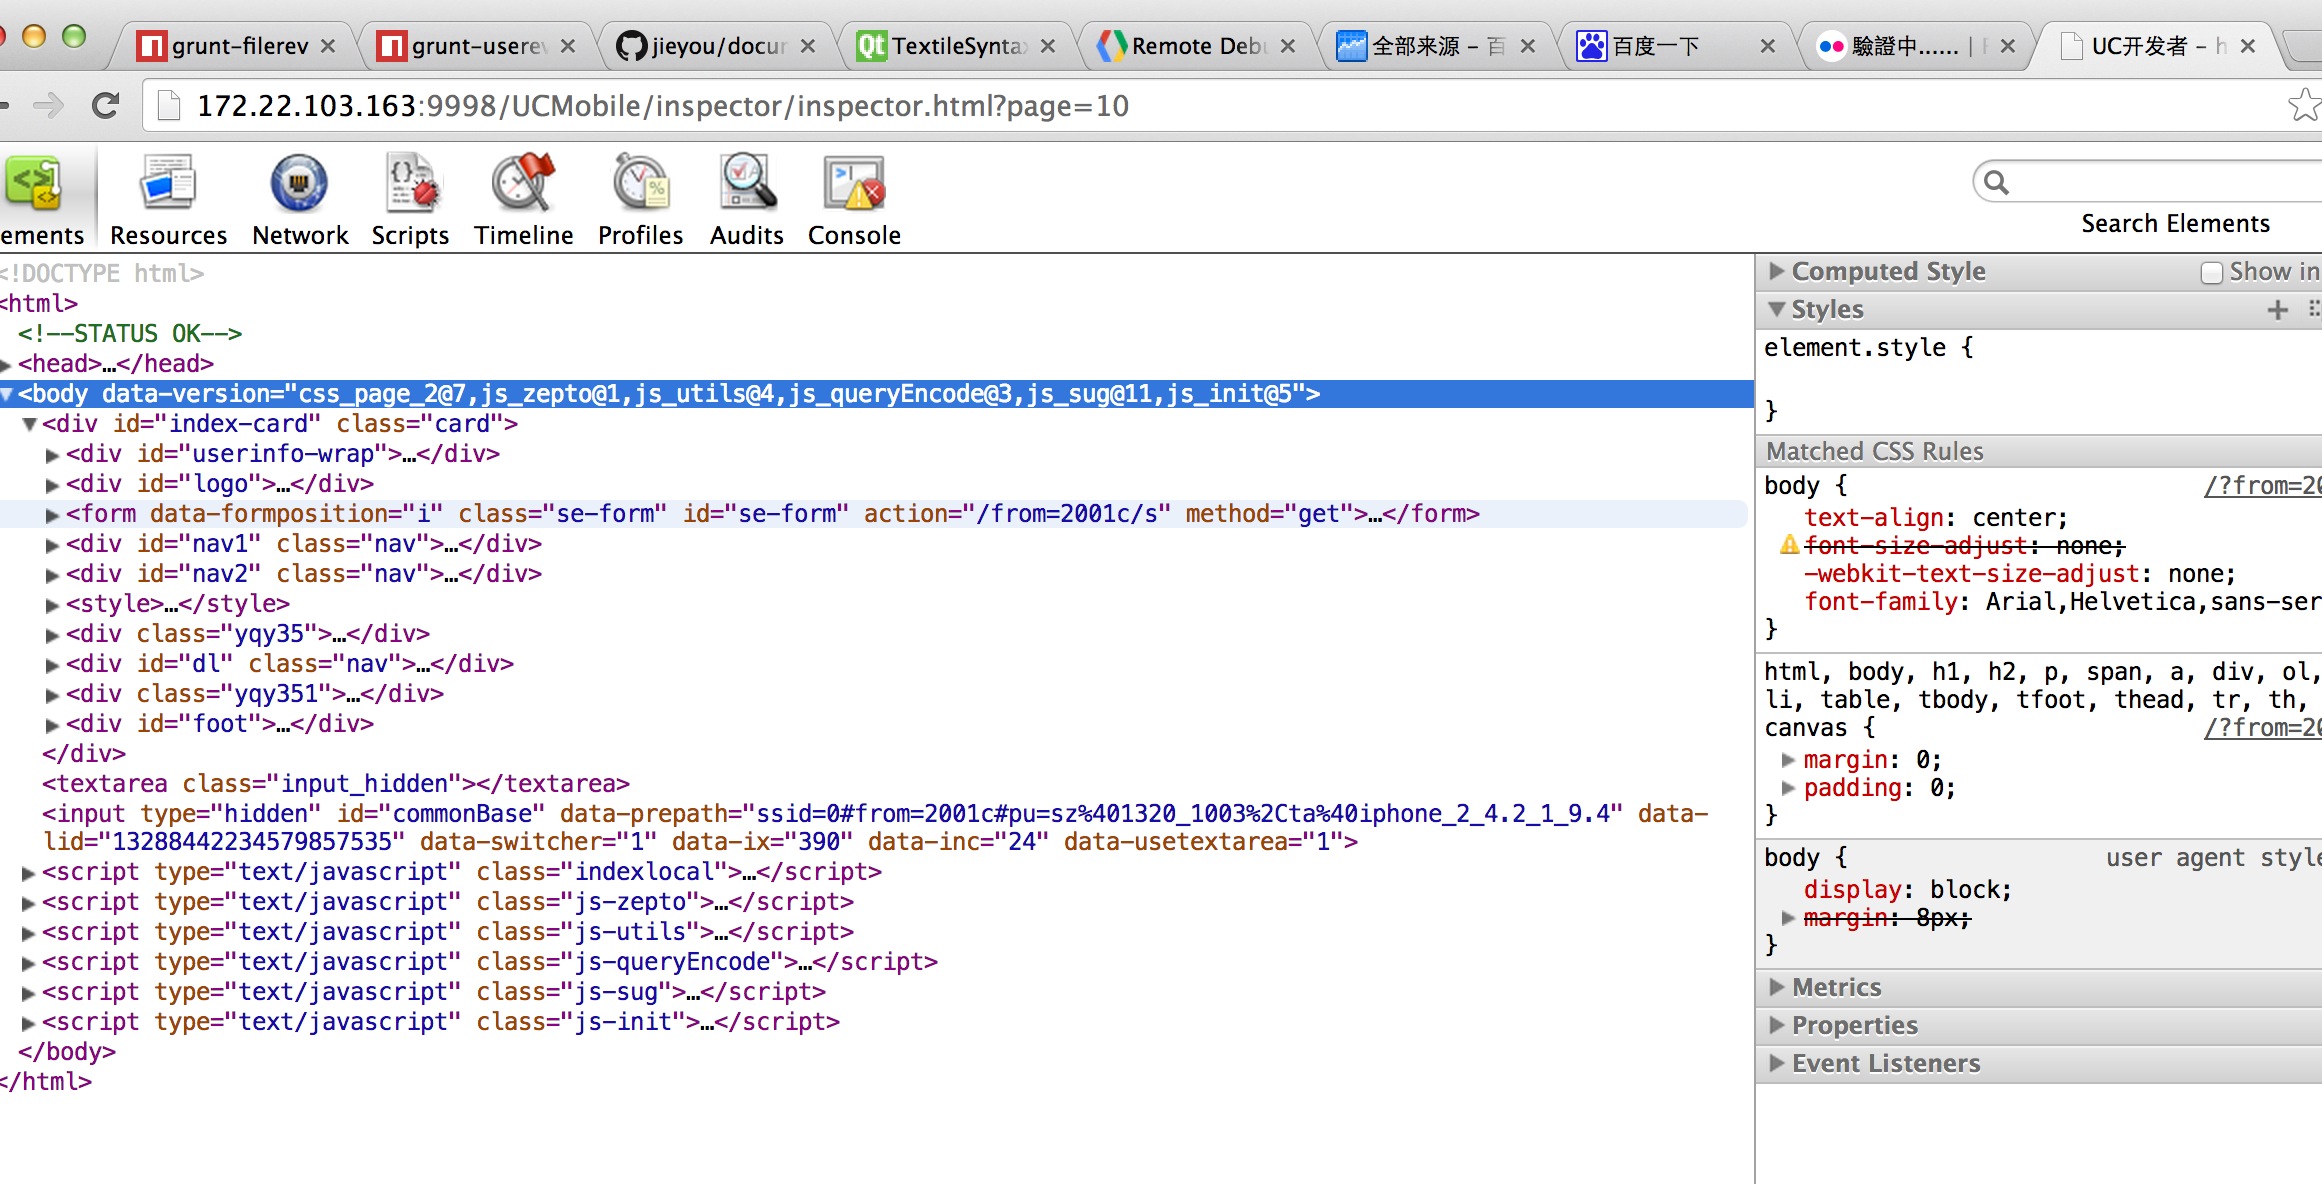 grunt-filerev
grunt-userev
jieyou/docur
TextileSyntax
Remote Debu
全部来源 – 百
百度一下
驗證中...... |
UC开发者 – h
172.22.103.163:9998/UCMobile/inspector/inspector.html?page=10
ements
Resources
Network
Scripts
Timeline
Profiles
Audits
Console
Search Elements
<!DOCTYPE html>
<html>
<!--STATUS OK-->
<head>…</head>
<body data-version="css_page_2@7,js_zepto@1,js_utils@4,js_queryEncode@3,js_sug@11,js_init@5">
<div id="index-card" class="card">
<div id="userinfo-wrap">…</div>
<div id="logo">…</div>
<form data-formposition="i" class="se-form" id="se-form" action="/from=2001c/s" method="get">…</form>
<div id="nav1" class="nav">…</div>
<div id="nav2" class="nav">…</div>
<style>…</style>
<div class="yqy35">…</div>
<div id="dl" class="nav">…</div>
<div class="yqy351">…</div>
<div id="foot">…</div>
</div>
<textarea class="input_hidden"></textarea>
<input type="hidden" id="commonBase" data-prepath="ssid=0#from=2001c#pu=sz%401320_1003%2Cta%40iphone_2_4.2_1_9.4" data-
lid="13288442234579857535" data-switcher="1" data-ix="390" data-inc="24" data-usetextarea="1">
<script type="text/javascript" class="indexlocal">…</script>
<script type="text/javascript" class="js-zepto">…</script>
<script type="text/javascript" class="js-utils">…</script>
<script type="text/javascript" class="js-queryEncode">…</script>
<script type="text/javascript" class="js-sug">…</script>
<script type="text/javascript" class="js-init">…</script>
</body>
</html>
Computed Style
Show in
Styles
element.style {
}
Matched CSS Rules
body {
/?from=20
text-align: center;
font-size-adjust: none;
-webkit-text-size-adjust: none;
font-family: Arial,Helvetica,sans-ser
}
html, body, h1, h2, p, span, a, div, ol,
li, table, tbody, tfoot, thead, tr, th,
canvas {
/?from=20
margin: 0;
padding: 0;
}
body {
user agent style
display: block;
margin: 8px;
}
Metrics
Properties
Event Listeners